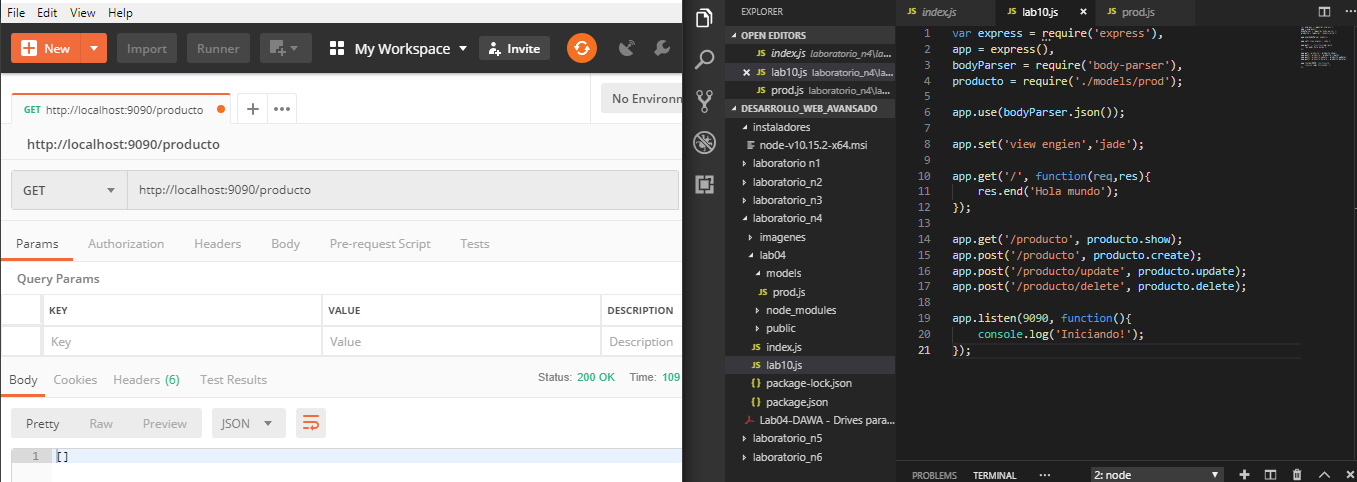 File Edit View Help
New Import Runner My Workspace Invite
GET http://localhost:9090/producto
No Environm
http://localhost:9090/producto
GET http://localhost:9090/producto
Params Authorization Headers Body Pre-request Script Tests
Query Params
KEY VALUE DESCRIPTION
Key Value Description
Body Cookies Headers (6) Test Results Status: 200 OK Time: 109
Pretty Raw Preview JSON
1 []
EXPLORER
OPEN EDITORS
JS index.js laboratorio_n4\la...
JS lab10.js laboratorio_n4\la...
JS prod.js laboratorio_n4\la...
DESARROLLO_WEB_AVANSADO
instaladores
node-v10.15.2-x64.msi
laboratorio n1
laboratorio_n2
laboratorio_n3
laboratorio_n4
imagenes
lab04
models
JS prod.js
node_modules
public
JS index.js
JS lab10.js
{} package-lock.json
{} package.json
Lab04-DAWA - Drives para...
laboratorio_n5
laboratorio_n6
JS index.js JS lab10.js JS prod.js
1 var express = require('express'),
2 app = express(),
3 bodyParser = require('body-parser'),
4 producto = require('./models/prod');
5
6 app.use(bodyParser.json());
7
8 app.set('view engien','jade');
9
10 app.get('/', function(req,res){
11 res.end('Hola mundo');
12 });
13
14 app.get('/producto', producto.show);
15 app.post('/producto', producto.create);
16 app.post('/producto/update', producto.update);
17 app.post('/producto/delete', producto.delete);
18
19 app.listen(9090, function(){
20 console.log('Iniciando!');
21 });
PROBLEMS TERMINAL ... 2: node